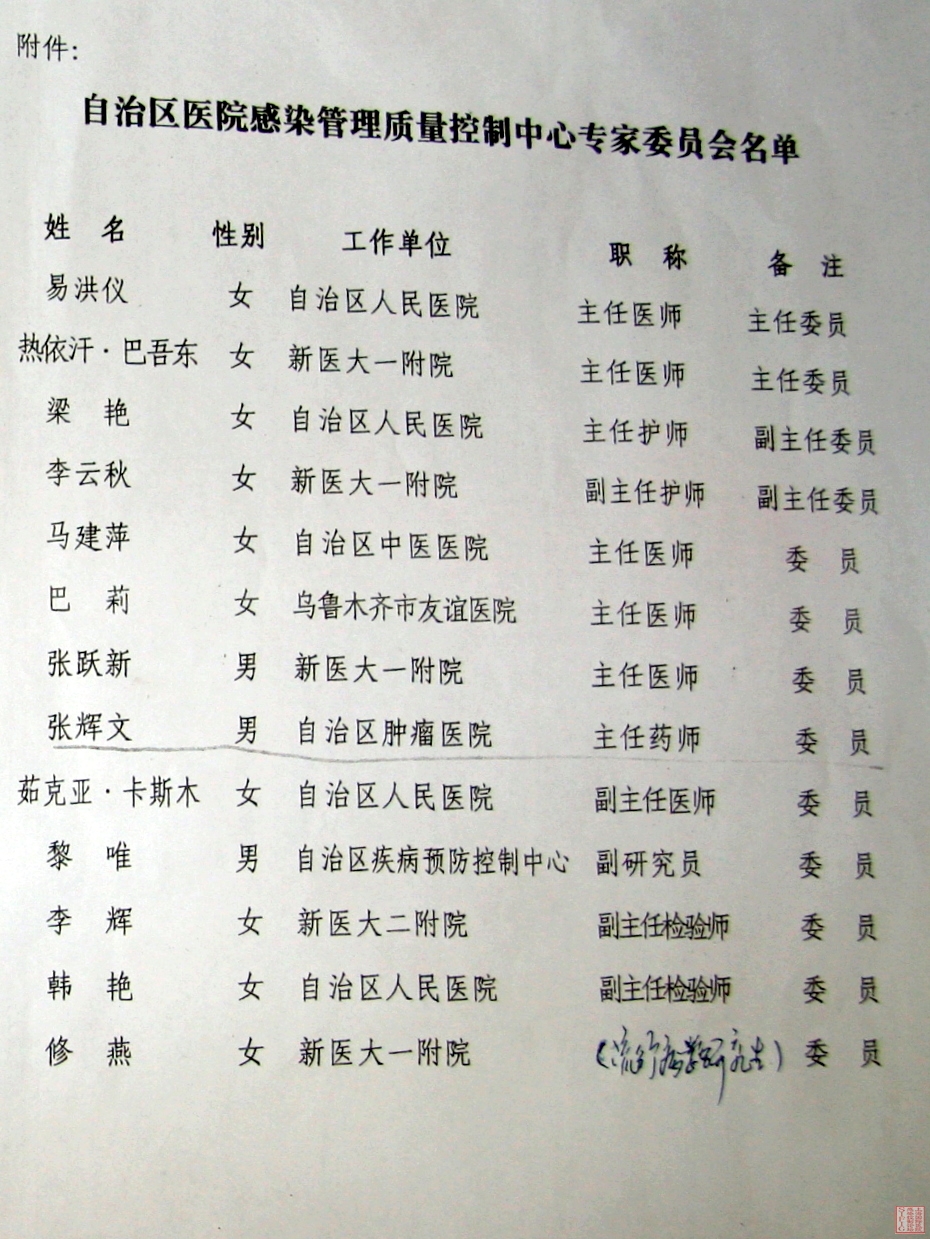 附件:
自治区医院感染管理质量控制中心专家委员会名单
姓 名 性别 工作单位 职 称 备 注
易洪仪 女 自治区人民医院 主任医师 主任委员
热依汗·巴吾东 女 新医大一附院 主任医师 主任委员
梁 艳 女 自治区人民医院 主任护师 副主任委员
李云秋 女 新医大一附院 副主任护师 副主任委员
马建萍 女 自治区中医医院 主任医师 委 员
巴 莉 女 乌鲁木齐市友谊医院 主任医师 委 员
张跃新 男 新医大一附院 主任医师 委 员
张辉文 男 自治区肿瘤医院 主任药师 委 员
茹克亚·卡斯木 女 自治区人民医院 副主任医师 委 员
黎 唯 男 自治区疾病预防控制中心 副研究员 委 员
李 辉 女 新医大二附院 副主任检验师 委 员
韩 艳 女 自治区人民医院 副主任检验师 委 员
修 燕 女 新医大一附院 (流行病学研究生) 委 员